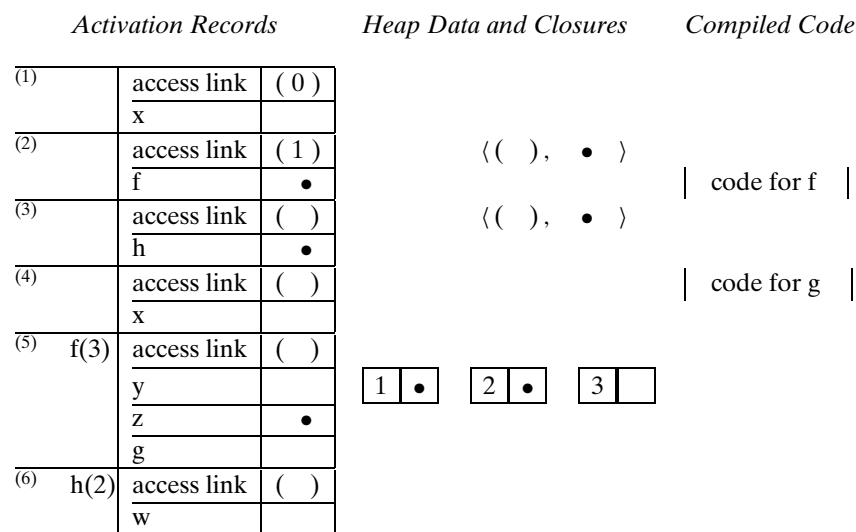 Activation Records Heap Data and Closures Compiled Code
(1) access link ( 0 )
x
(2) access link ( 1 ) ⟨ ( ), • ⟩
f • code for f
(3) access link ( ) ⟨ ( ), • ⟩
h •
(4) access link ( ) code for g
x
(5) f(3) access link ( )
y 1 • 2 • 3
z •
g
(6) h(2) access link ( )
w